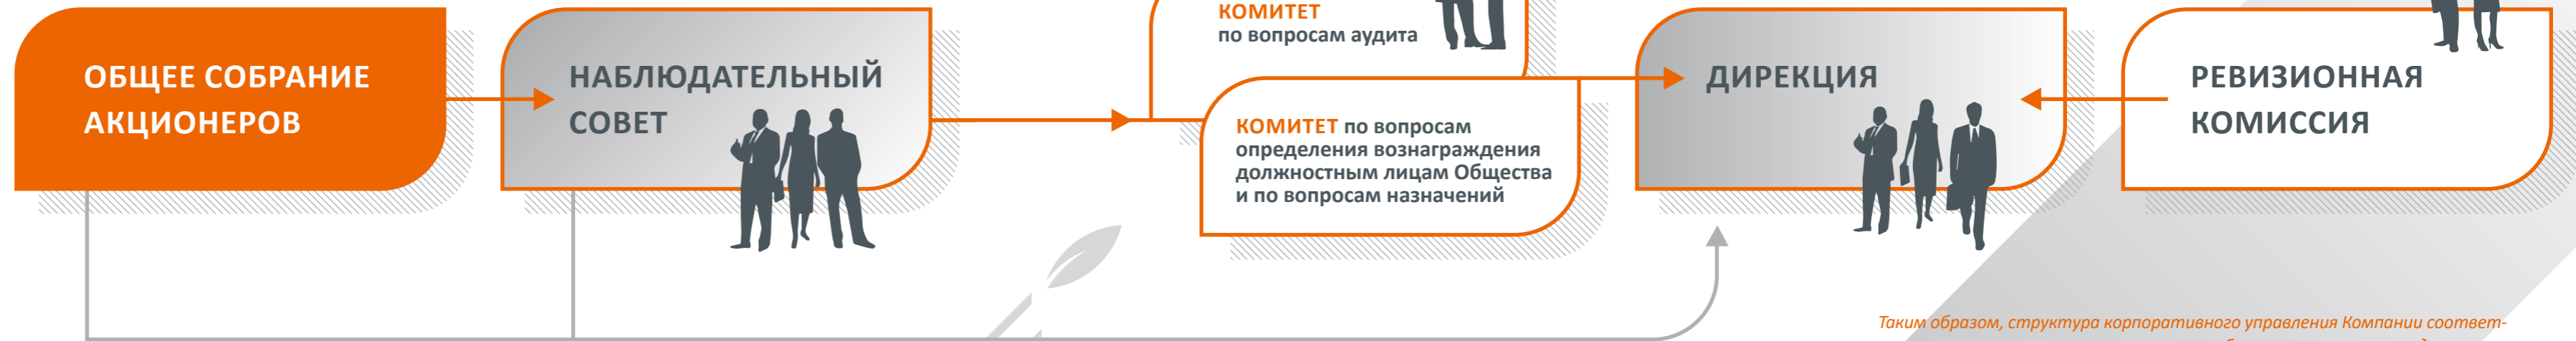 ОБЩЕЕ СОБРАНИЕ
АКЦИОНЕРОВ
НАБЛЮДАТЕЛЬНЫЙ
СОВЕТ
КОМИТЕТ
по вопросам аудита
КОМИТЕТ по вопросам
определения вознаграждения
должностным лицам Общества
и по вопросам назначений
ДИРЕКЦИЯ
РЕВИЗИОННАЯ
КОМИССИЯ
Таким образом, структура корпоративного управления Компании соответ-